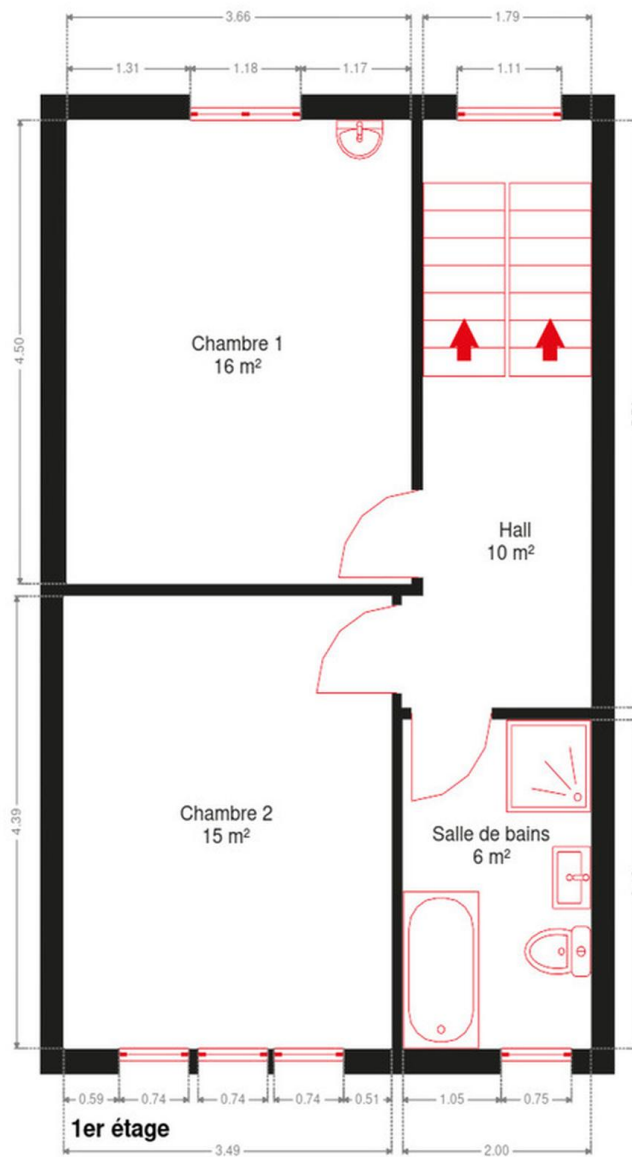 3.66
1.79
1.31
1.18
1.17
1.11
4.50
Chambre 1
16 m²
Hall
10 m²
4.39
Chambre 2
15 m²
Salle de bains
6 m²
0.59
0.74
0.74
0.74
0.51
1.05
0.75
1er étage
3.49
2.00